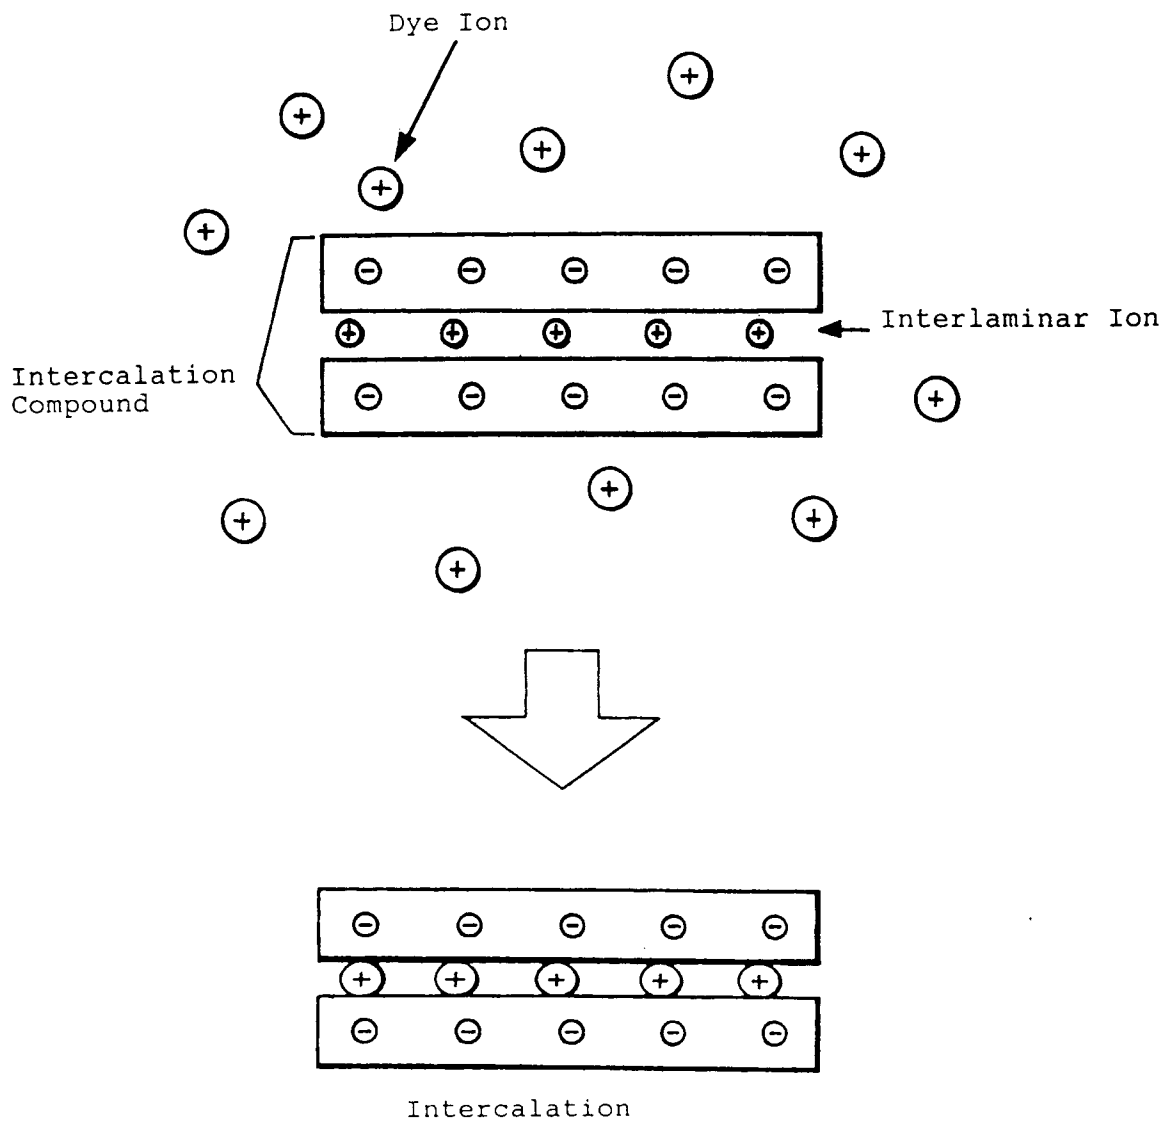 Dye Ion
Interlaminar Ion
Intercalation
Compound
Intercalation